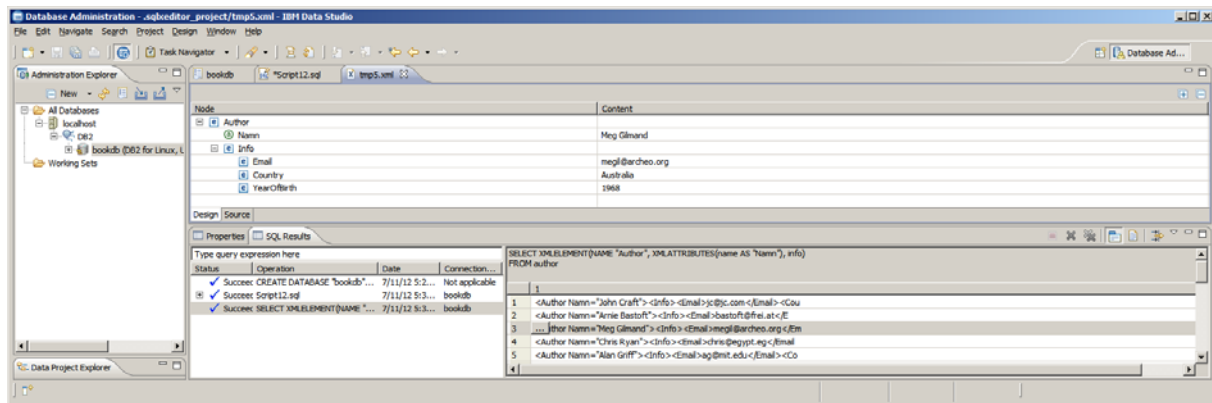 Database Administration - .sqlxeditor_project/tmp5.xml - IBM Data Studio
File Edit Navigate Search Project Design Window Help
Task Navigator
Database Ad...
Administration Explorer
New
All Databases
localhost
DB2
bookdb (DB2 for Linux, L
Working Sets
Data Project Explorer
bookdb *Script12.sql tmp5.xml
Node Content
Author
Namn Meg Gilmand
Info
Email megil@archeo.org
Country Australia
YearOfBirth 1968
Design Source
Properties SQL Results
Type query expression here
Status Operation Date Connection...
Succeec CREATE DATABASE "bookdb"... 7/11/12 5:2... Not applicable
Succeec Script12.sql 7/11/12 5:3... bookdb
Succeec SELECT XMLELEMENT(NAME "... 7/11/12 5:3... bookdb
SELECT XMLELEMENT(NAME "Author", XMLATTRIBUTES(name AS "Namn"), info)
FROM author
1
1 <Author Namn="John Craft"><Info><Email>jc@jc.com</Email><Cou
2 <Author Namn="Arnie Bastoft"><Info><Email>bastoft@frei.at</E
3 ... thor Namn="Meg Gilmand"><Info><Email>megil@archeo.org</Em
4 <Author Namn="Chris Ryan"><Info><Email>chris@egypt.eg</Email
5 <Author Namn="Alan Griff"><Info><Email>ag@mit.edu</Email><Co